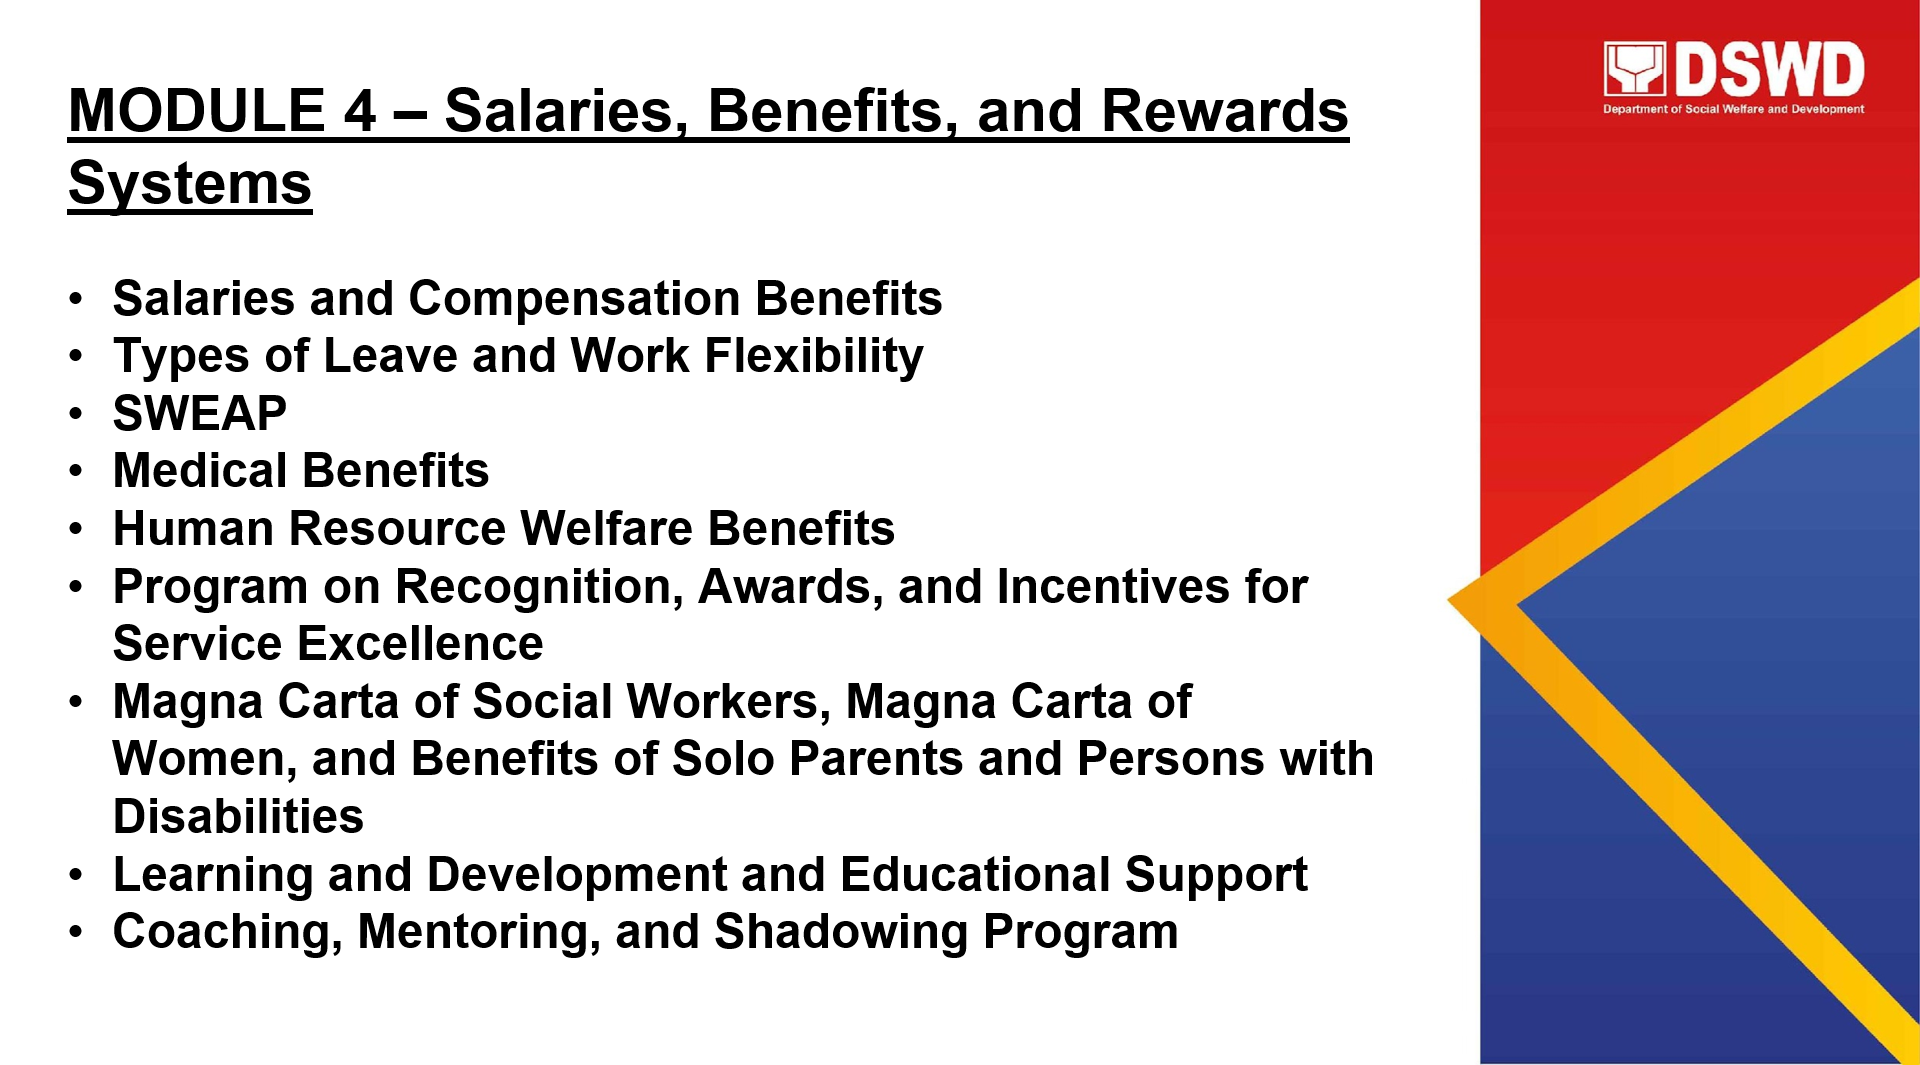 MODULE 4 – Salaries, Benefits, and Rewards
Systems
• Salaries and Compensation Benefits
• Types of Leave and Work Flexibility
• SWEAP
• Medical Benefits
• Human Resource Welfare Benefits
• Program on Recognition, Awards, and Incentives for
Service Excellence
• Magna Carta of Social Workers, Magna Carta of
Women, and Benefits of Solo Parents and Persons with
Disabilities
• Learning and Development and Educational Support
• Coaching, Mentoring, and Shadowing Program
DSWD
Department of Social Welfare and Development